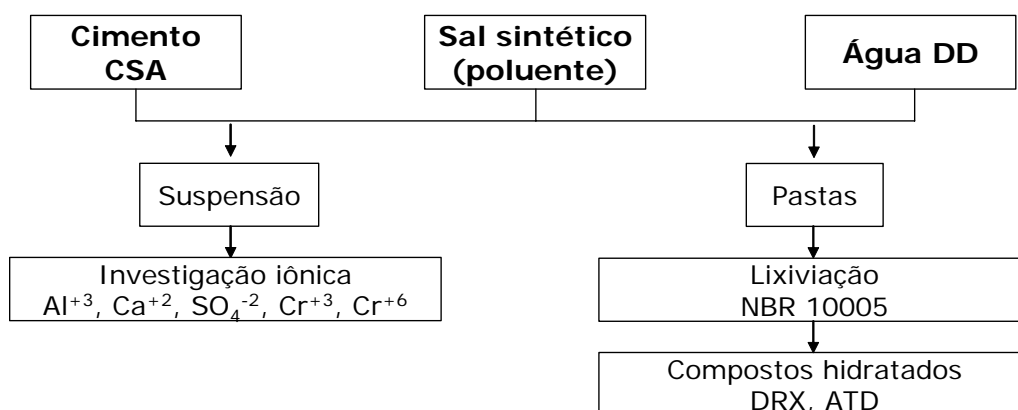 Cimento
CSA
Sal sintético
(poluente)
Água DD
Suspensão
Pastas
Investigação iônica
Al⁺³, Ca⁺², SO₄⁻², Cr⁺³, Cr⁺⁶
Lixiviação
NBR 10005
Compostos hidratados
DRX, ATD